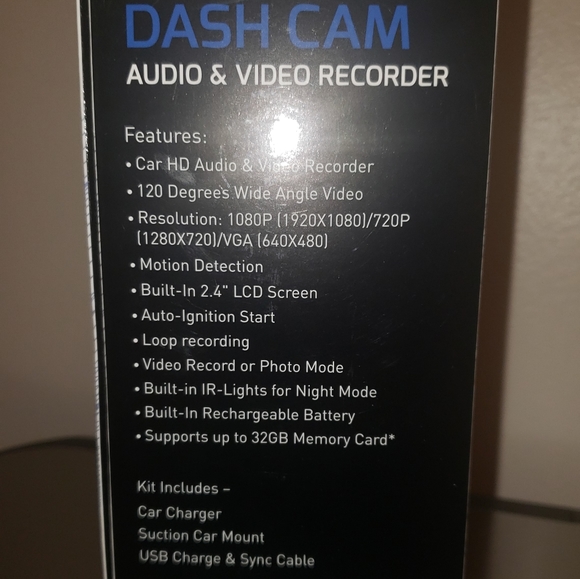 DASH CAM
AUDIO & VIDEO RECORDER
Features:
• Car HD Audio & Video Recorder
• 120 Degrees Wide Angle Video
• Resolution: 1080P (1920X1080)/720P
(1280X720)/VGA (640X480)
• Motion Detection
• Built-In 2.4" LCD Screen
• Auto-Ignition Start
• Loop recording
• Video Record or Photo Mode
• Built-in IR-Lights for Night Mode
• Built-In Rechargeable Battery
• Supports up to 32GB Memory Card*
Kit Includes –
Car Charger
Suction Car Mount
USB Charge & Sync Cable